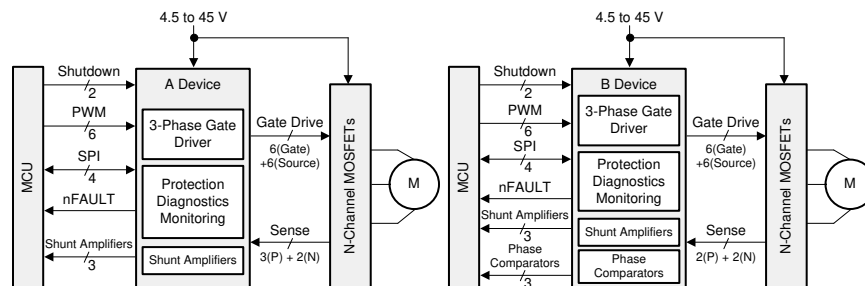 4.5 to 45 V
Shutdown
2
PWM
6
SPI
4
nFAULT
Shunt Amplifiers
3
MCU
A Device
3-Phase Gate
Driver
Protection
Diagnostics
Monitoring
Shunt Amplifiers
Gate Drive
6(Gate)
+6(Source)
Sense
3(P) + 2(N)
N-Channel MOSFETs
M
4.5 to 45 V
Shutdown
2
PWM
6
SPI
4
nFAULT
Shunt Amplifiers
3
Phase
Comparators
3
MCU
B Device
3-Phase Gate
Driver
Protection
Diagnostics
Monitoring
Shunt Amplifiers
Phase
Comparators
Gate Drive
6(Gate)
+6(Source)
Sense
2(P) + 2(N)
N-Channel MOSFETs
M